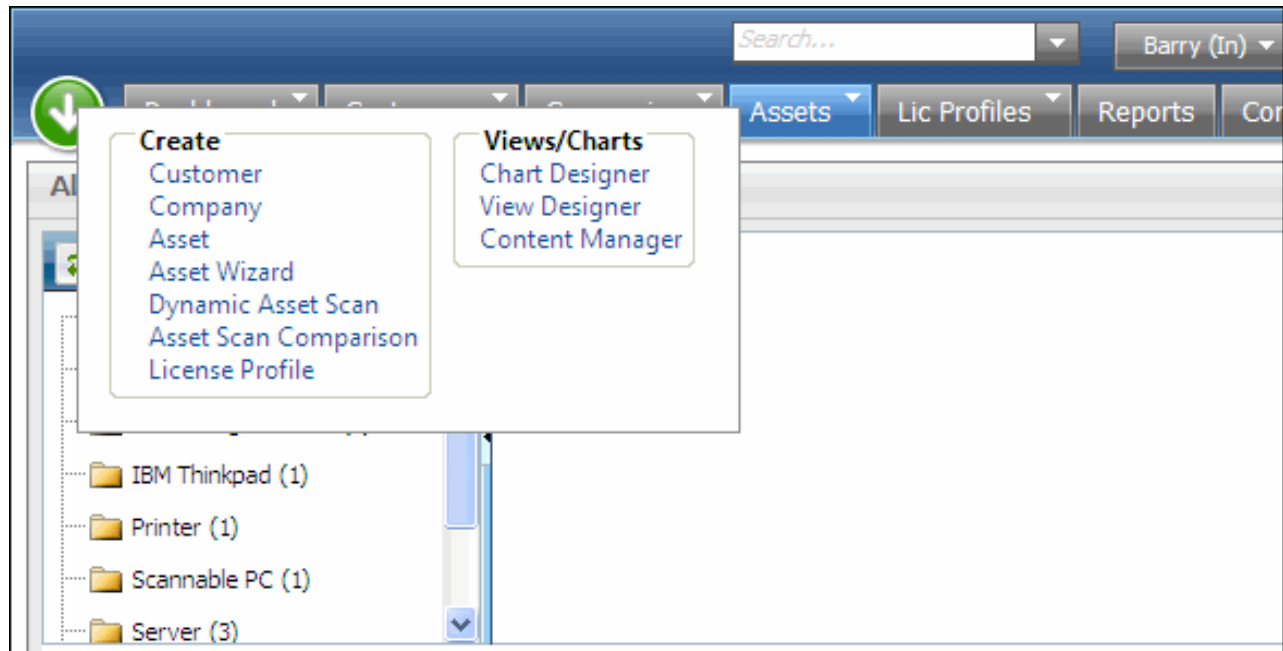 Search...
Barry (In)
Assets
Lic Profiles
Reports
Create
Customer
Company
Asset
Asset Wizard
Dynamic Asset Scan
Asset Scan Comparison
License Profile
Views/Charts
Chart Designer
View Designer
Content Manager
IBM Thinkpad (1)
Printer (1)
Scannable PC (1)
Server (3)